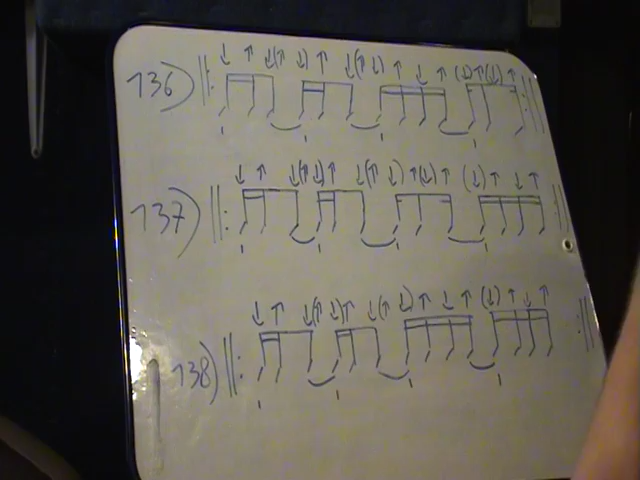 136) ↓ ↑ ↓(↑ ↓) ↑ ↓(↑ ↓) ↑ ↓ ↑ (↓)↑(↓) ↑
137) ↓ ↑ ↓(↑ ↓) ↑ ↓(↑ ↓) ↑(↓) ↑ (↓) ↑ ↓ ↑
138) ↓ ↑ ↓(↑ ↓) ↑ ↓(↑ ↓) ↑ ↓ ↑ (↓) ↑ ↓ ↑